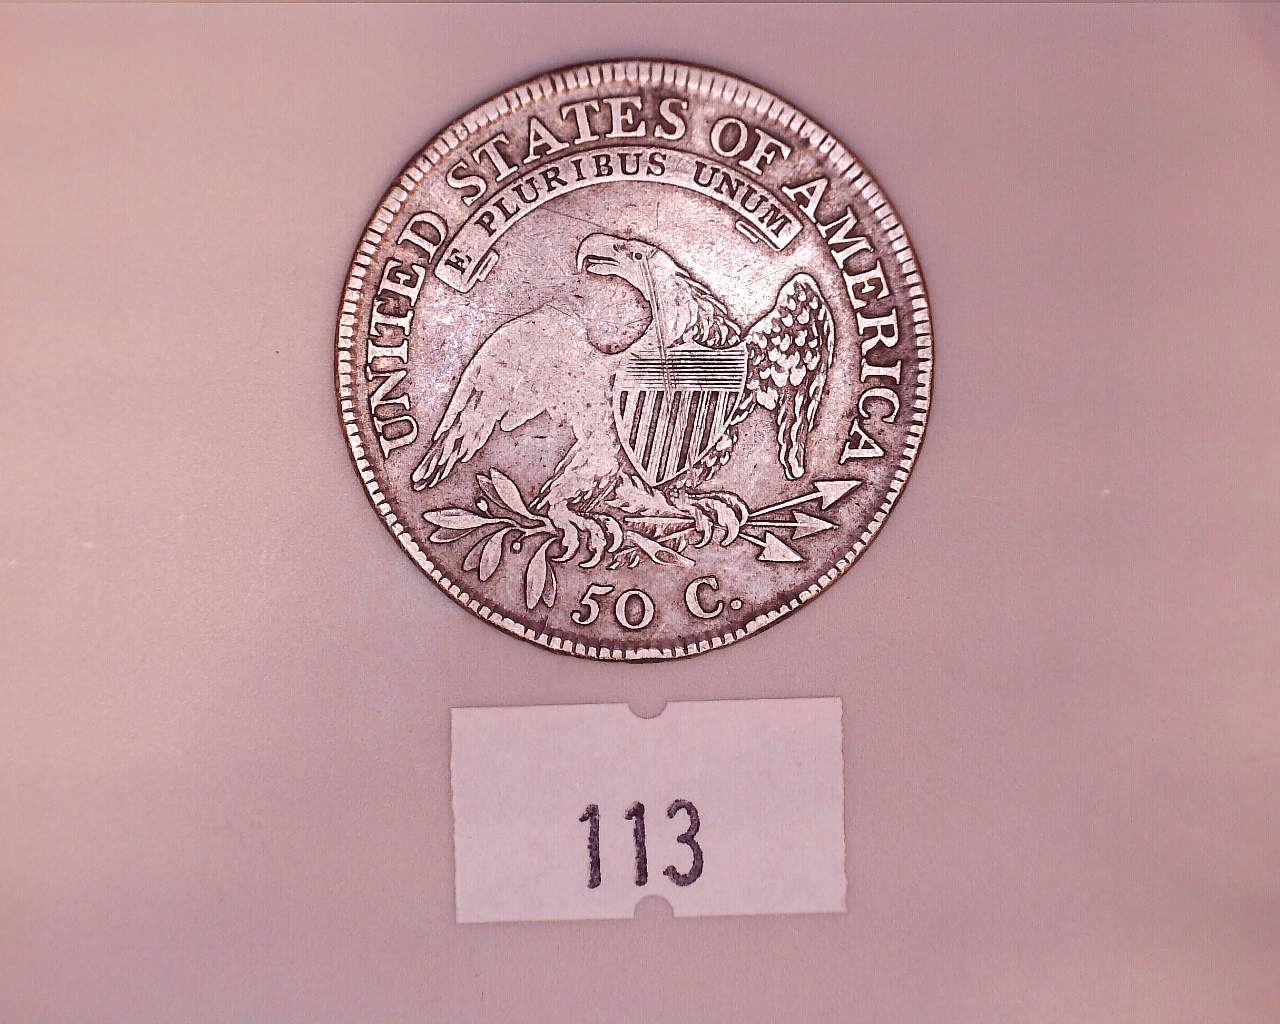 UNITED STATES OF AMERICA
E PLURIBUS UNUM
50 C.
113